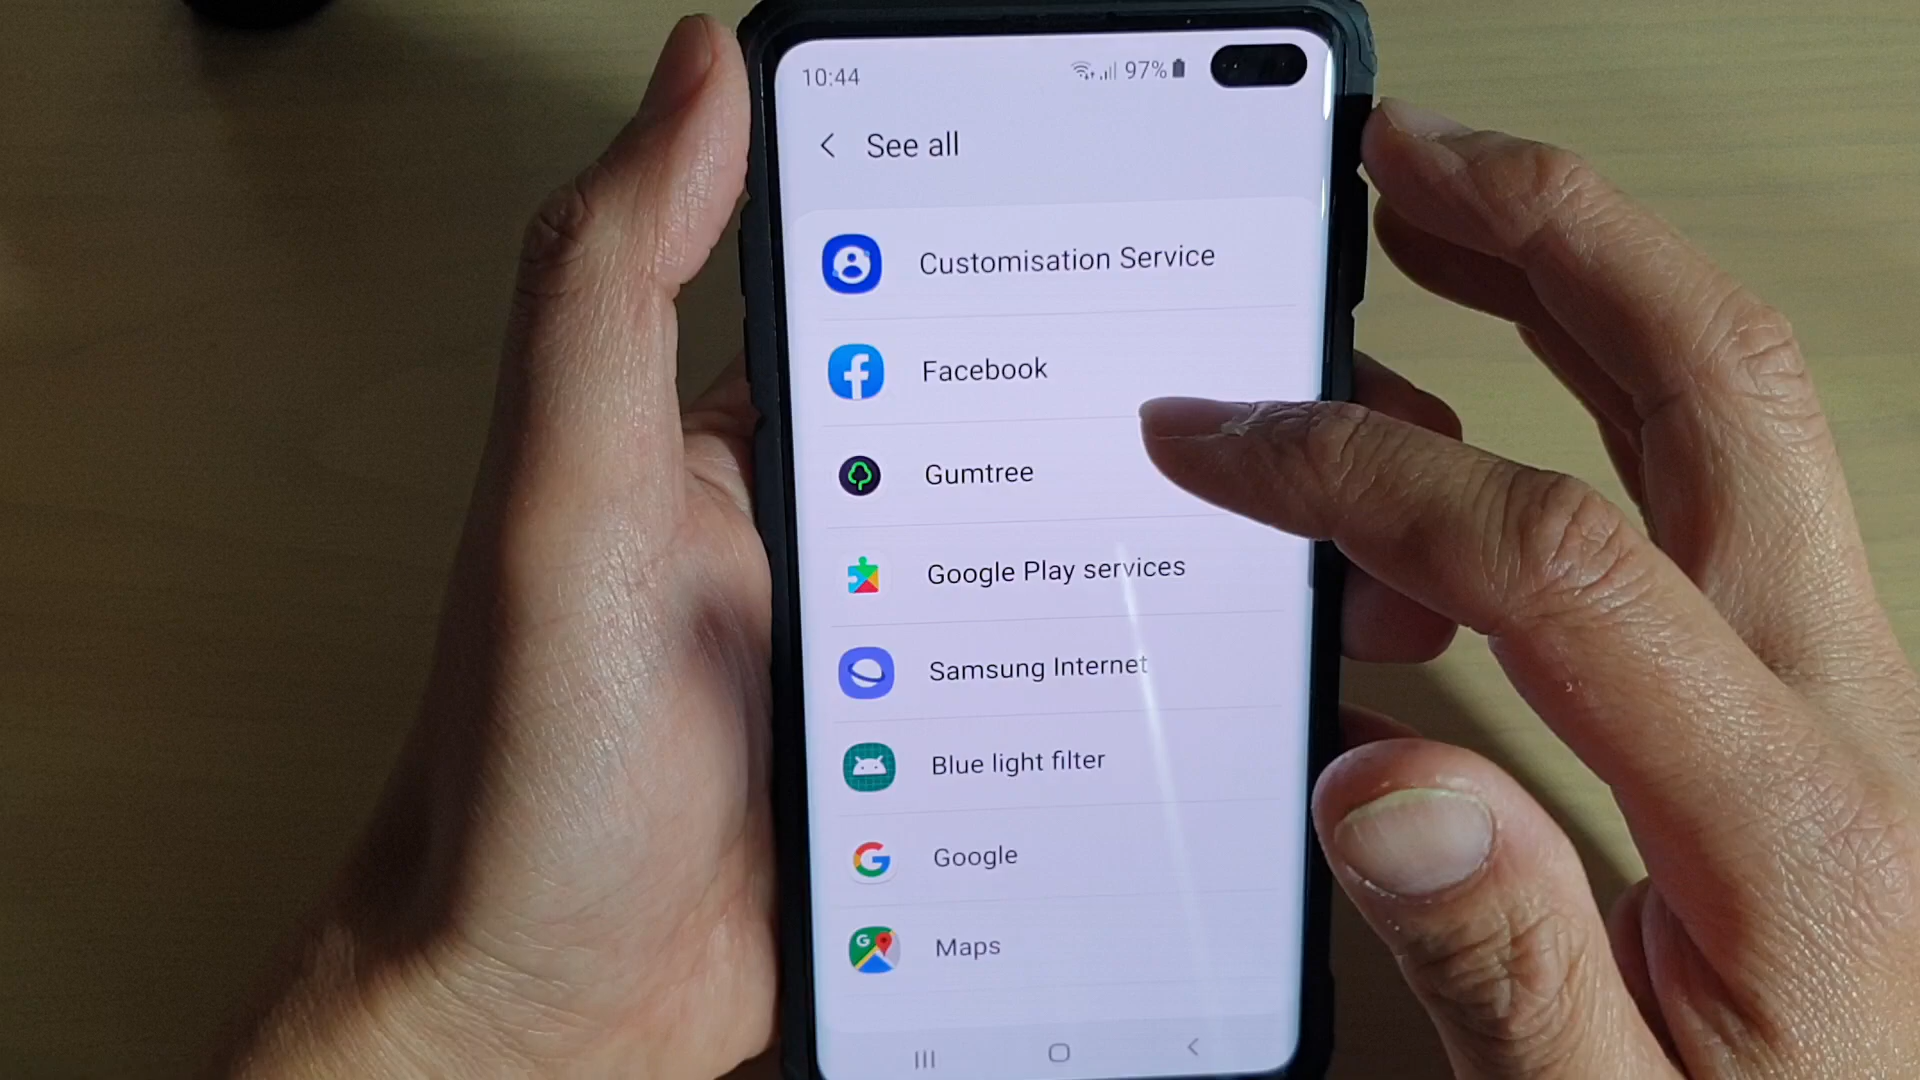 10:44 97%
See all
Customisation Service
Facebook
Gumtree
Google Play services
Samsung Internet
Blue light filter
Google
Maps